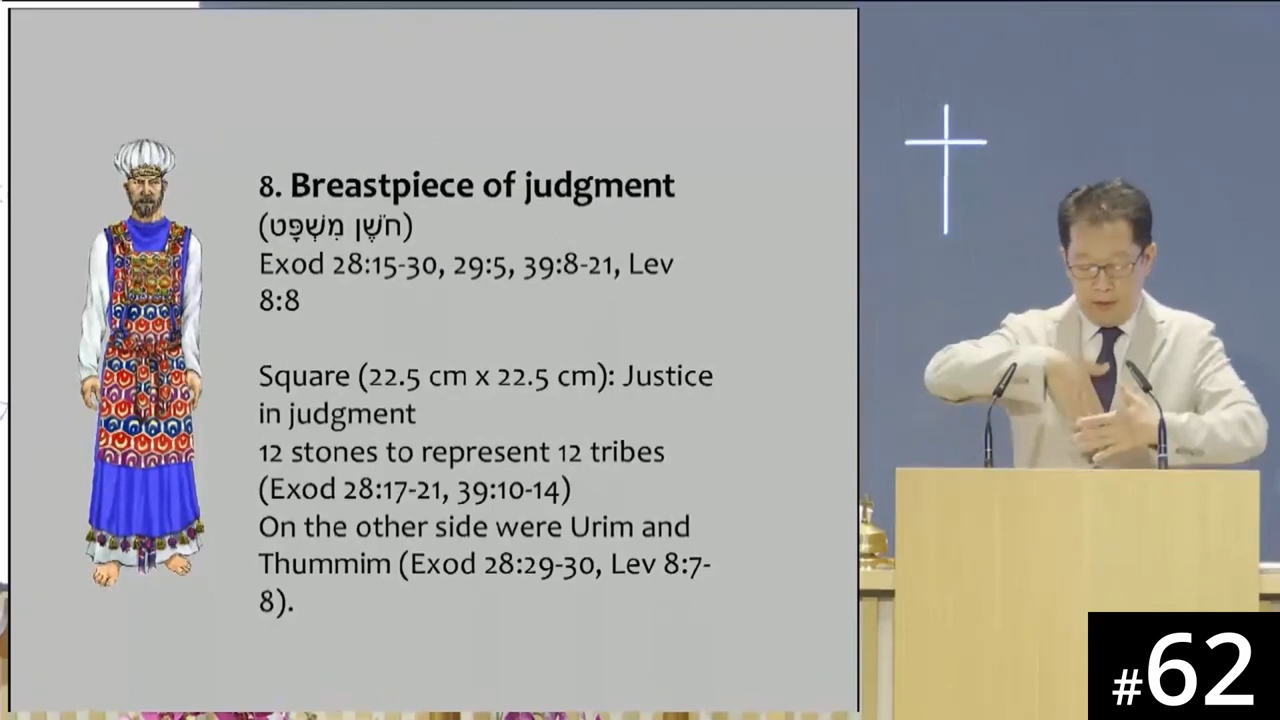 8. Breastpiece of judgment
(חֹשֶׁן מִשְׁפָּט)
Exod 28:15-30, 29:5, 39:8-21, Lev
8:8
Square (22.5 cm x 22.5 cm): Justice
in judgment
12 stones to represent 12 tribes
(Exod 28:17-21, 39:10-14)
On the other side were Urim and
Thummim (Exod 28:29-30, Lev 8:7-
8).
#62